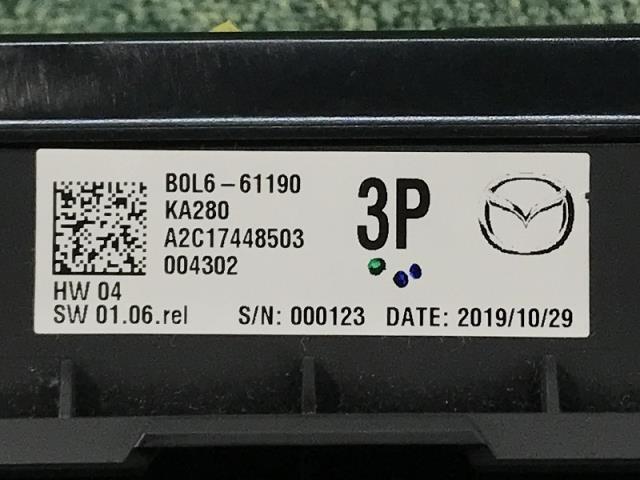 B0L6-61190
KA280
A2C17448503
004302
3P
HW 04
SW 01.06.rel
S/N: 000123
DATE: 2019/10/29